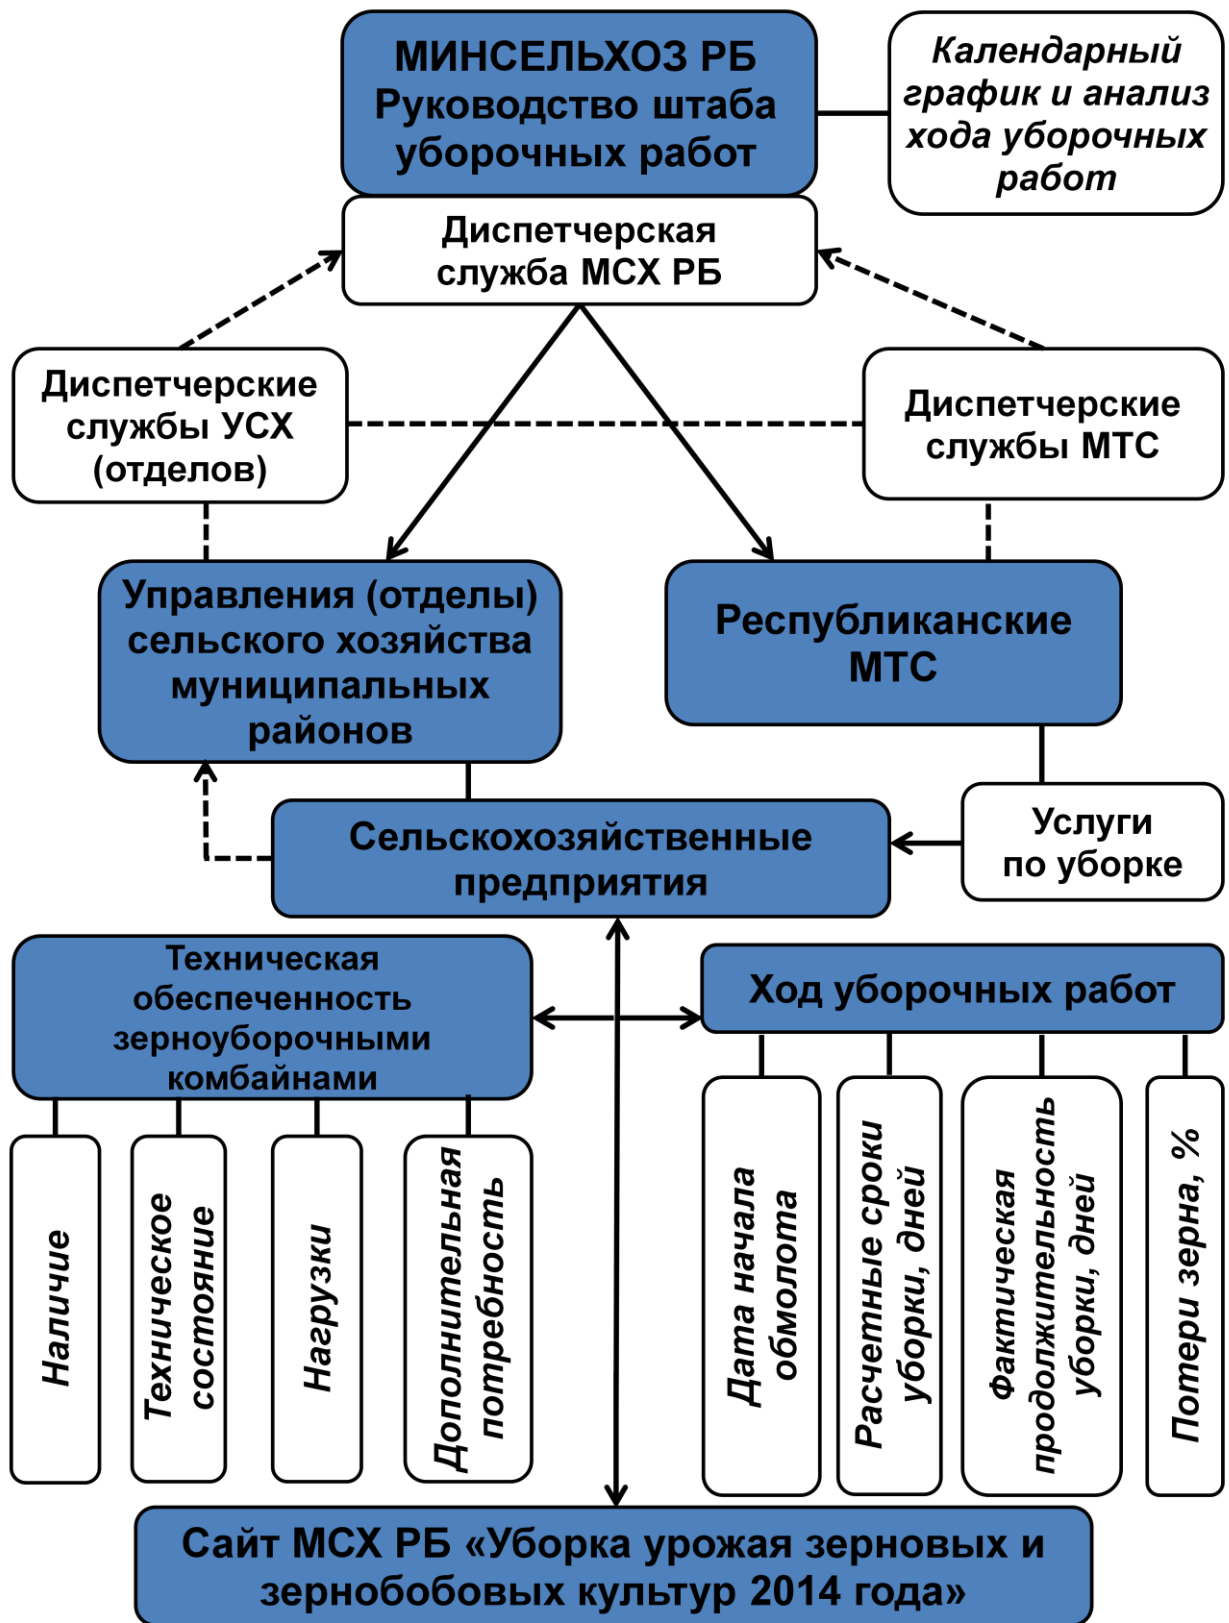 МИНСЕЛЬХОЗ РБ
Руководство штаба
уборочных работ
Календарный
график и анализ
хода уборочных
работ
Диспетчерская
служба МСХ РБ
Диспетчерские
службы УСХ
(отделов)
Диспетчерские
службы МТС
Управления (отделы)
сельского хозяйства
муниципальных
районов
Республиканские
МТС
Сельскохозяйственные
предприятия
Услуги
по уборке
Техническая
обеспеченность
зерноуборочными
комбайнами
Ход уборочных работ
Наличие
Техническое
состояние
Нагрузки
Дополнительная
потребность
Дата начала
обмолота
Расчетные сроки
уборки, дней
Фактическая
продолжительность
уборки, дней
Потери зерна, %
Сайт МСХ РБ «Уборка урожая зерновых и
зернобобовых культур 2014 года»